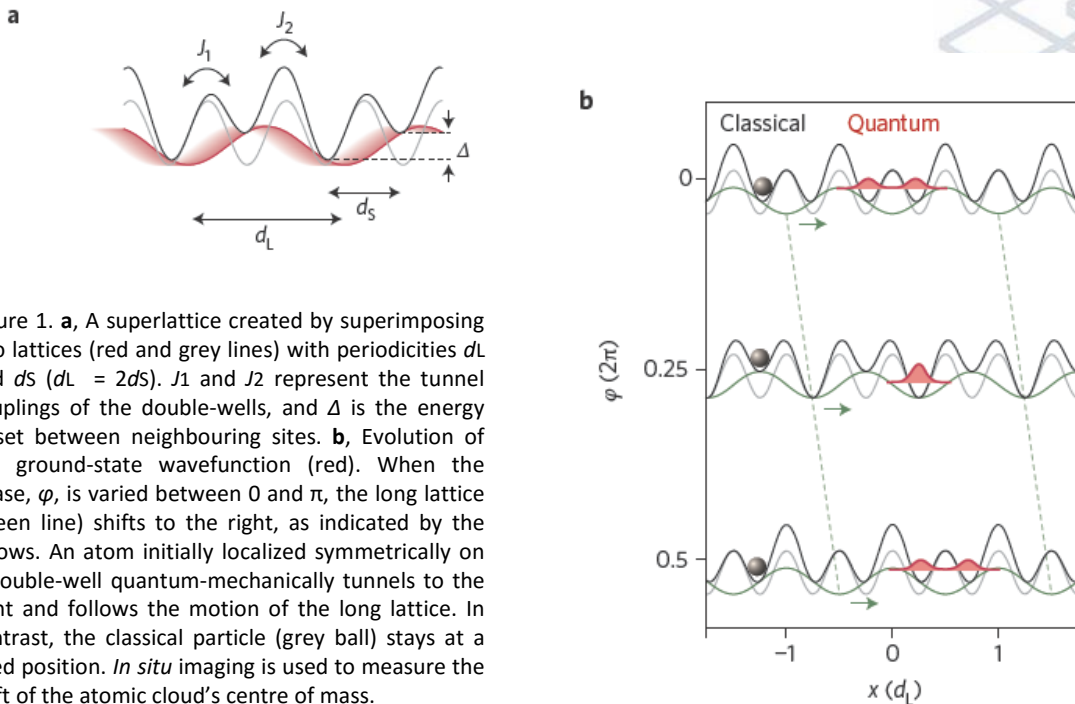 a
J1
J2
Δ
dS
dL
ure 1. a, A superlattice created by superimposing
o lattices (red and grey lines) with periodicities dL
d dS (dL = 2dS). J1 and J2 represent the tunnel
uplings of the double-wells, and Δ is the energy
set between neighbouring sites. b, Evolution of
ground-state wavefunction (red). When the
ase, φ, is varied between 0 and π, the long lattice
een line) shifts to the right, as indicated by the
ows. An atom initially localized symmetrically on
ouble-well quantum-mechanically tunnels to the
nt and follows the motion of the long lattice. In
ntrast, the classical particle (grey ball) stays at a
ed position. In situ imaging is used to measure the
ft of the atomic cloud's centre of mass.
b
Classical Quantum
0
0.25
0.5
φ (2π)
−1 0 1
x (dL)